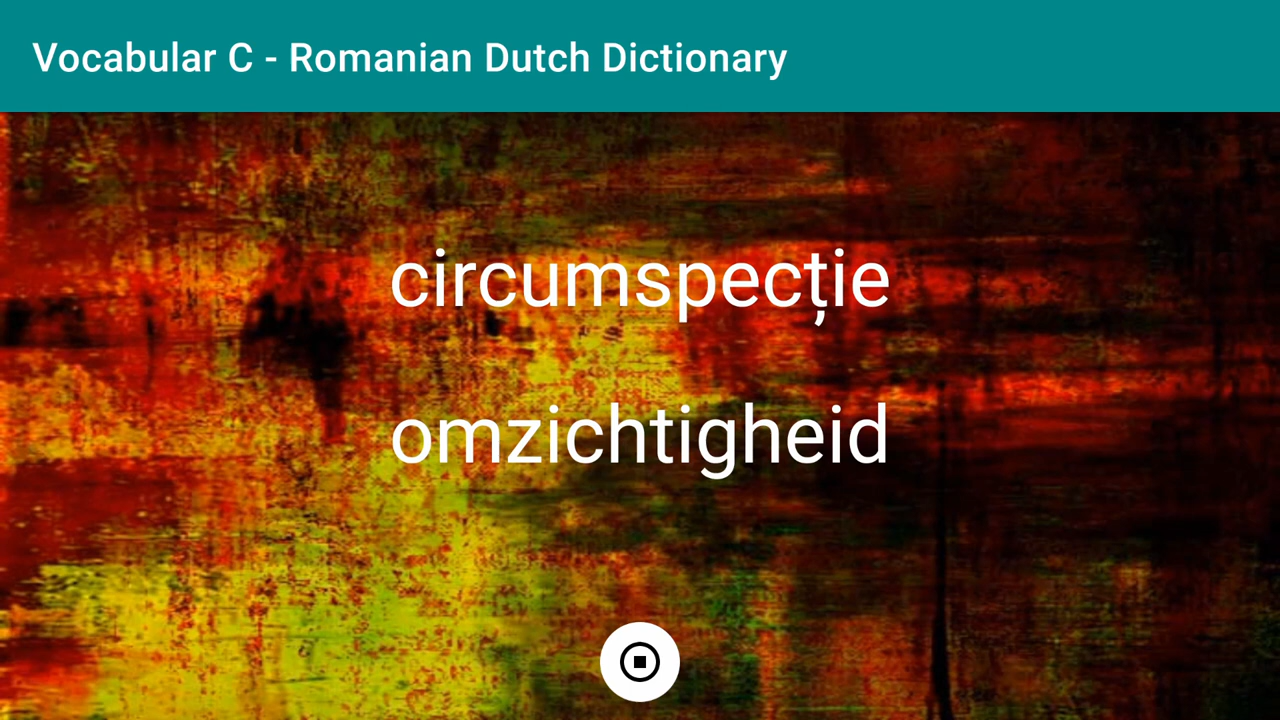 Vocabular C - Romanian Dutch Dictionary
circumspecție
omzichtigheid